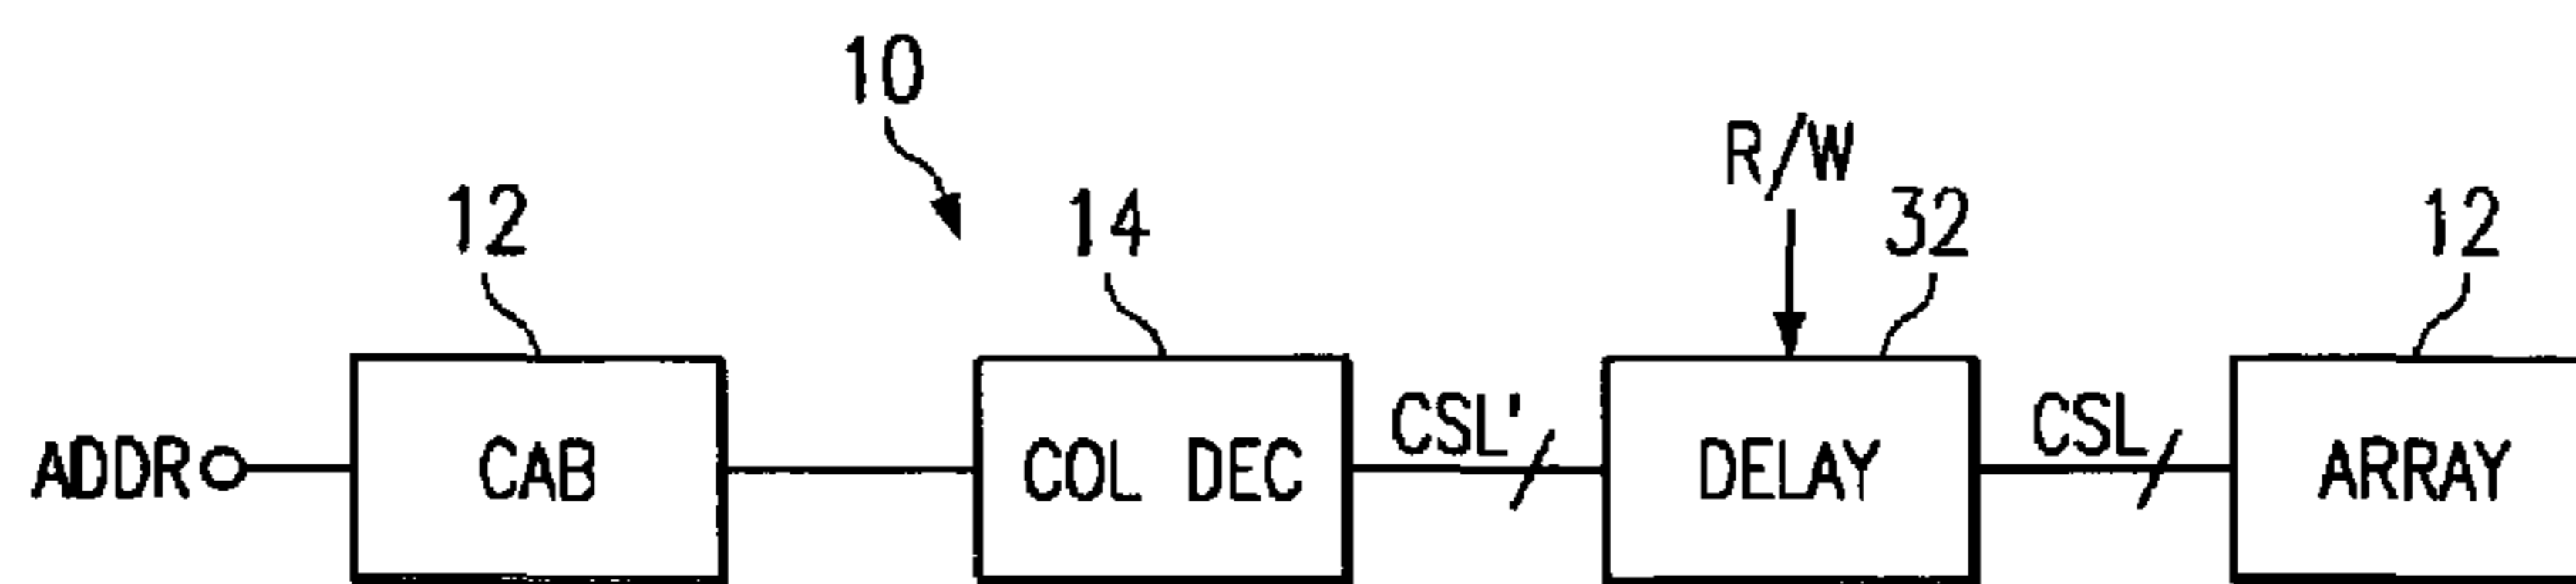 10
R/W
12
14
32
12
ADDR
CAB
COL DEC
CSL'
DELAY
CSL
ARRAY